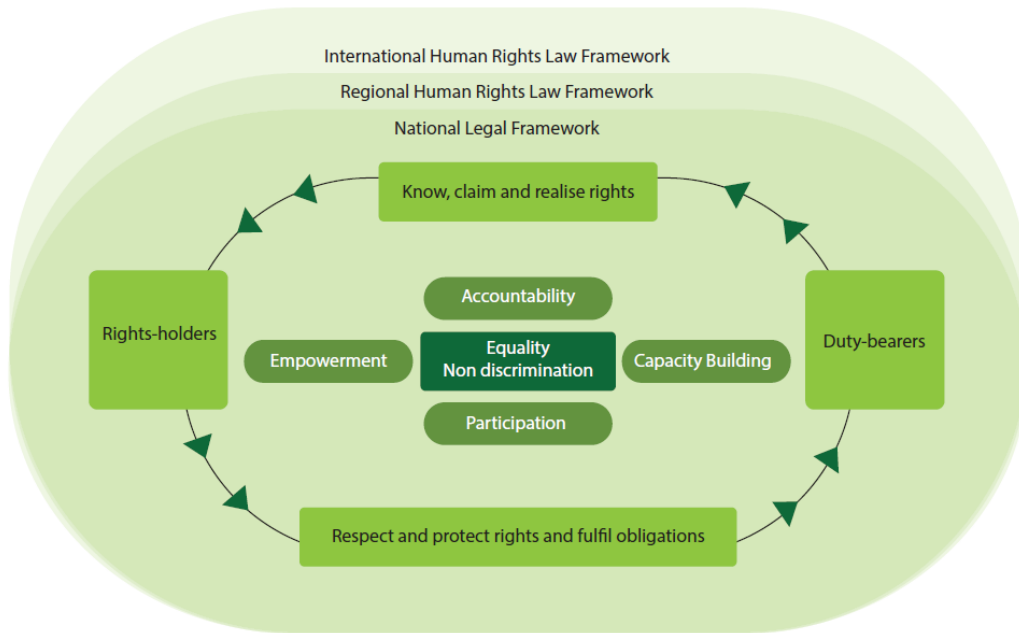 International Human Rights Law Framework
Regional Human Rights Law Framework
National Legal Framework
Know, claim and realise rights
Rights-holders
Accountability
Empowerment
Equality
Non discrimination
Capacity Building
Duty-bearers
Participation
Respect and protect rights and fulfil obligations